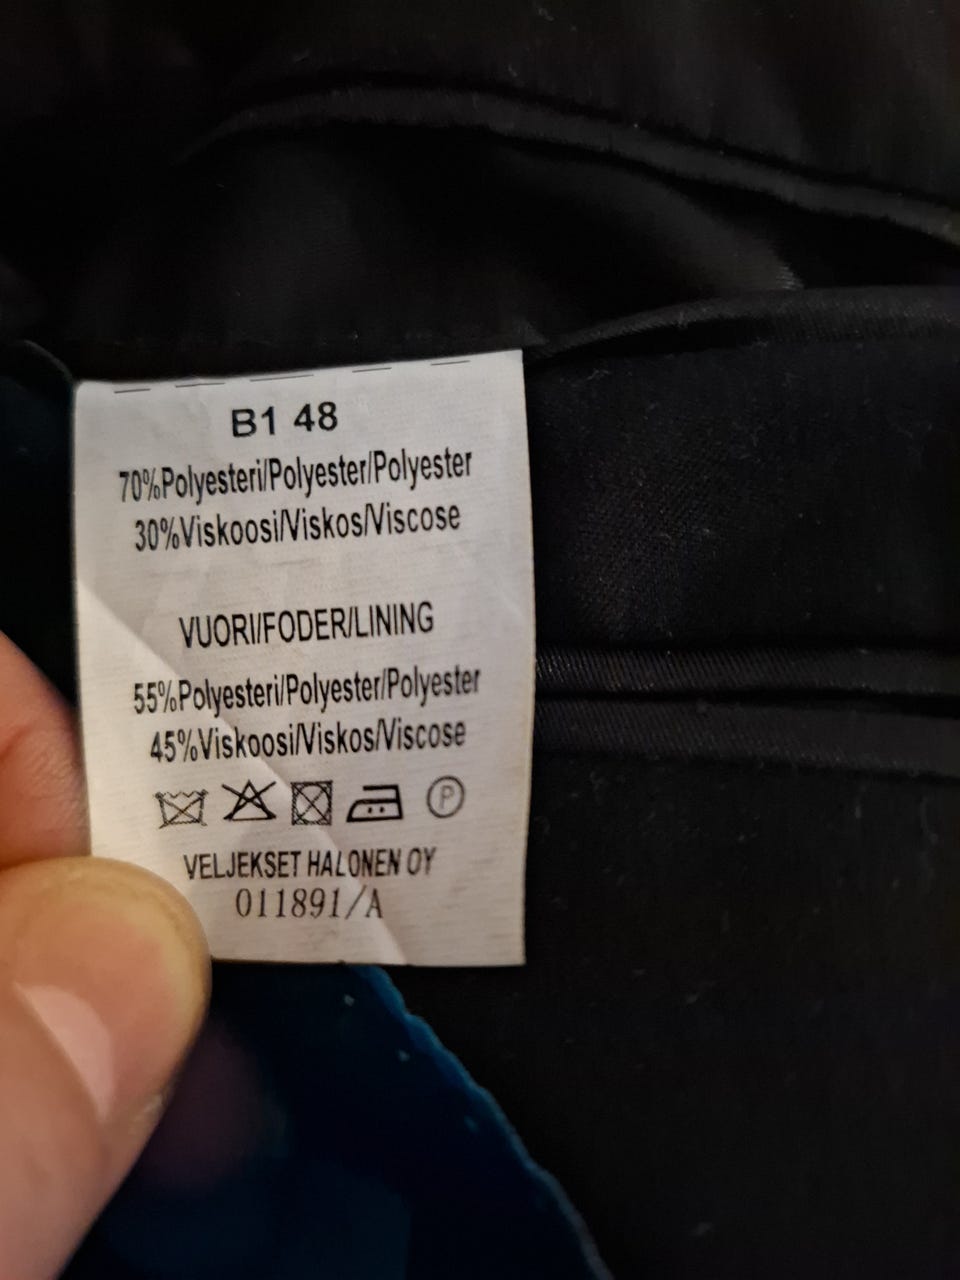 B1 48
70%Polyesteri/Polyester/Polyester
30%Viskoosi/Viskos/Viscose
VUORI/FODER/LINING
55%Polyesteri/Polyester/Polyester
45%Viskoosi/Viskos/Viscose
P
VELJEKSET HALONEN OY
011891/A